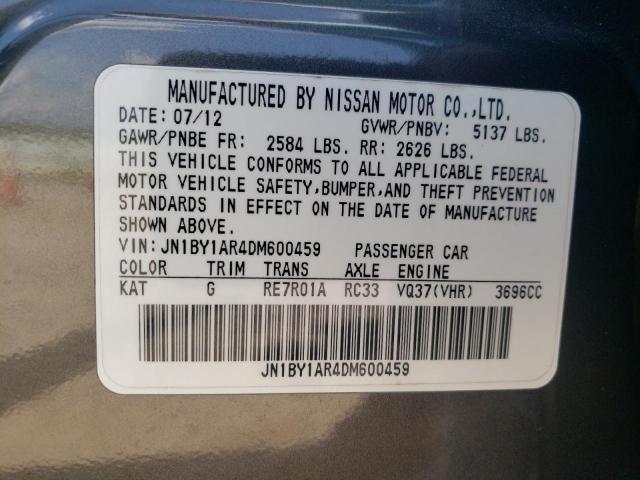 MANUFACTURED BY NISSAN MOTOR CO.,LTD.
DATE: 07/12 GVWR/PNBV: 5137 LBS.
GAWR/PNBE FR: 2584 LBS. RR: 2626 LBS.
THIS VEHICLE CONFORMS TO ALL APPLICABLE FEDERAL
MOTOR VEHICLE SAFETY,BUMPER,AND THEFT PREVENTION
STANDARDS IN EFFECT ON THE DATE OF MANUFACTURE
SHOWN ABOVE.
VIN:JN1BY1AR4DM600459 PASSENGER CAR
COLOR TRIM TRANS AXLE ENGINE
KAT G RE7R01A RC33 VQ37(VHR) 3696CC
JN1BY1AR4DM600459